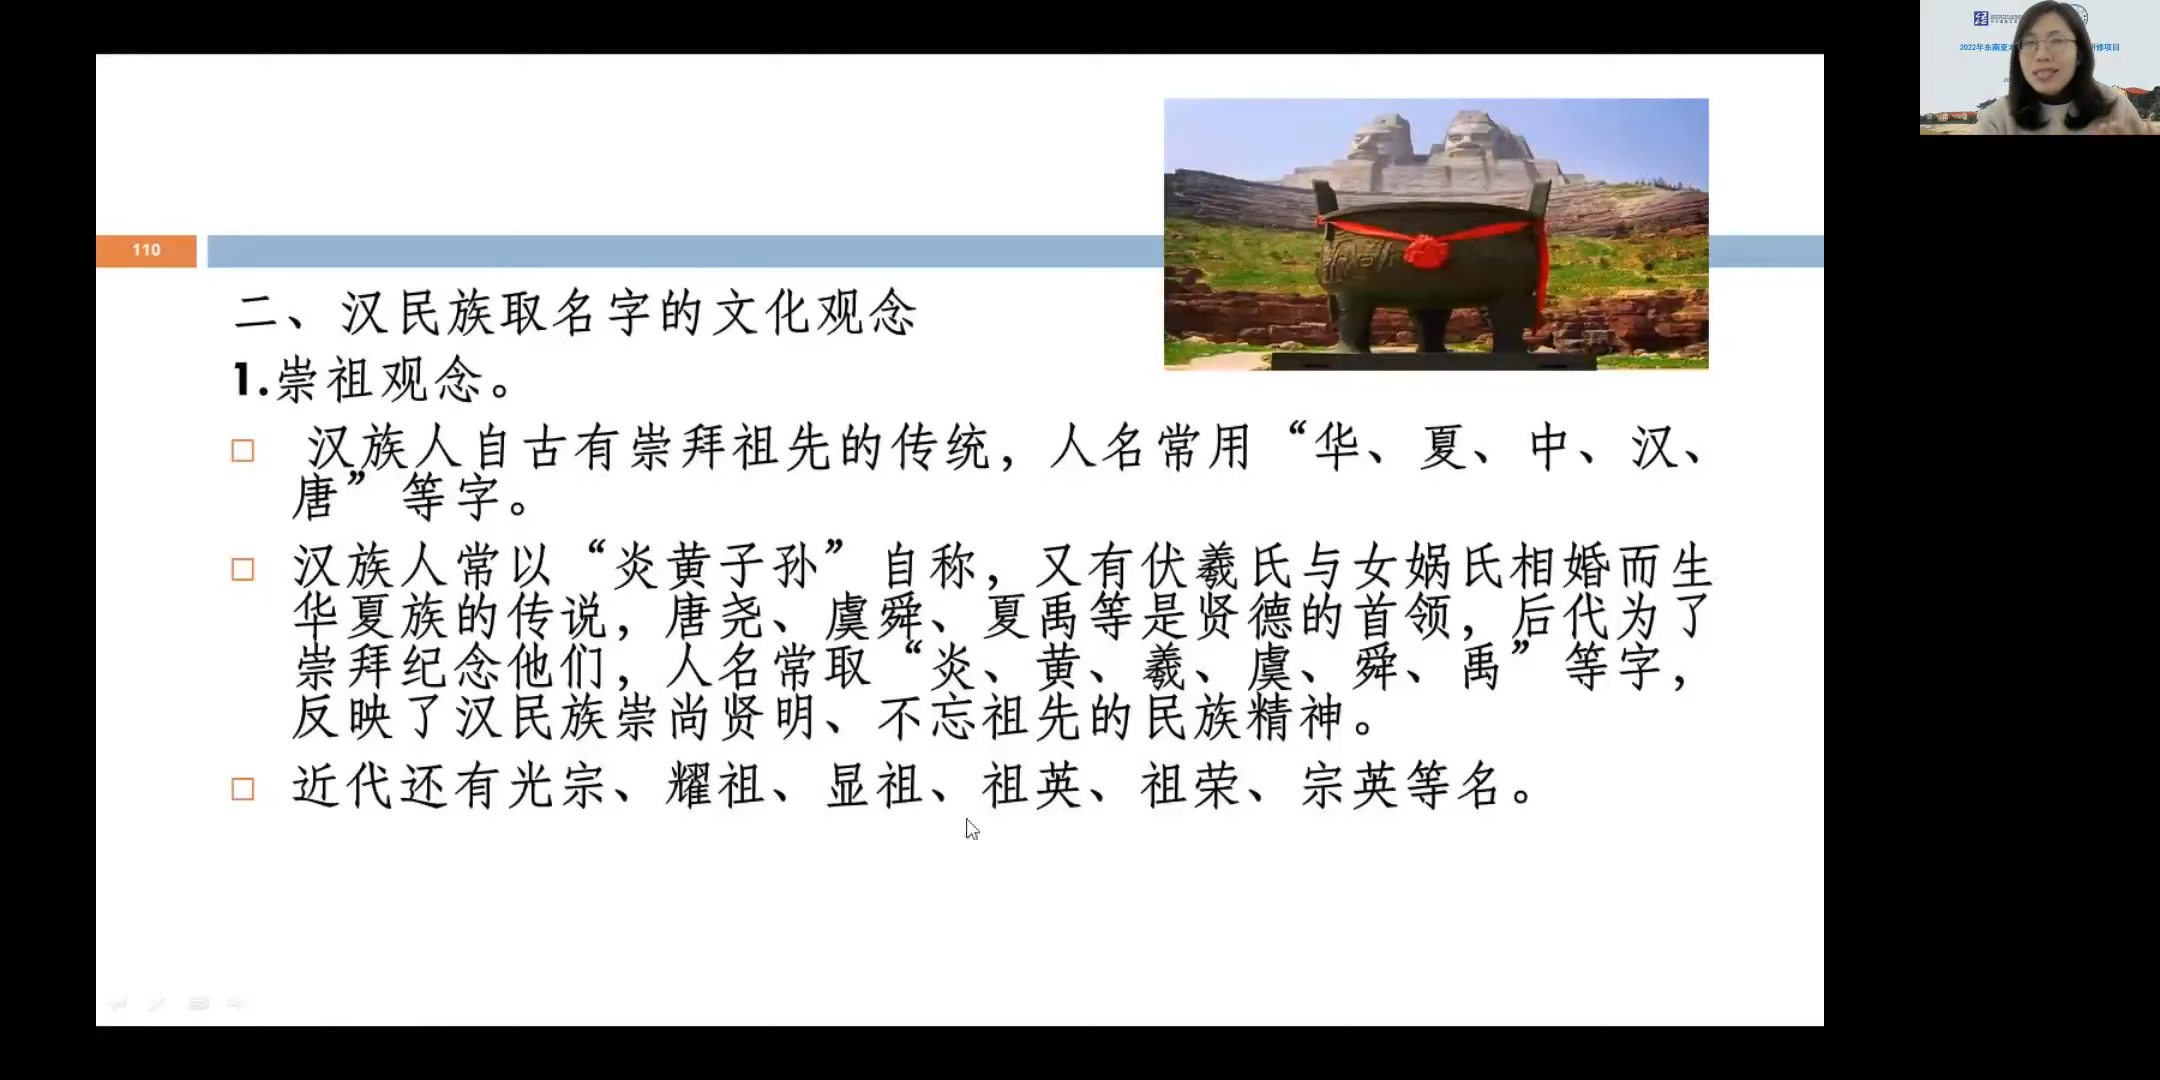 110
二、汉民族取名字的文化观念
1.崇祖观念。
汉族人自古有崇拜祖先的传统，人名常用“华、夏、中、汉、
唐”等字。
汉族人常以“炎黄子孙”自称，又有伏羲氏与女娲氏相婚而生
华夏族的传说，唐尧、虞舜、夏禹等是贤德的首领，后代为了
崇拜纪念他们，人名常取“炎、黄、羲、虞、舜、禹”等字，
反映了汉民族崇尚贤明、不忘祖先的民族精神。
近代还有光宗、耀祖、显祖、祖英、祖荣、宗英等名。
2022年东南亚
研修项目